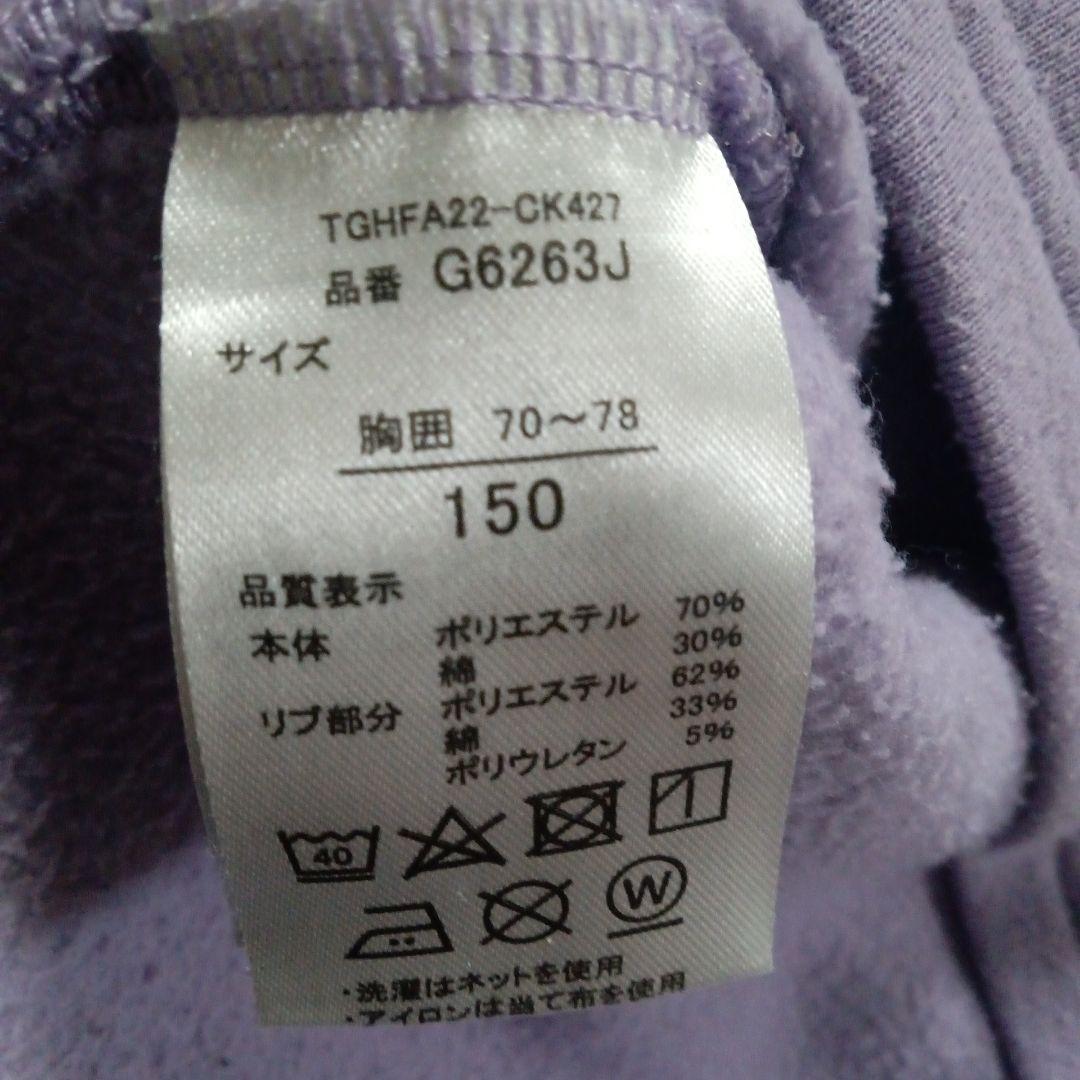 TGHFA22-CK427
品番 G6263J
サイズ
胸囲 70～78
150
品質表示
本体 ポリエステル 70%
綿 30%
リブ部分 ポリエステル 62%
綿 33%
ポリウレタン 5%
40
W
・洗濯はネットを使用
・アイロンは当て布を使用